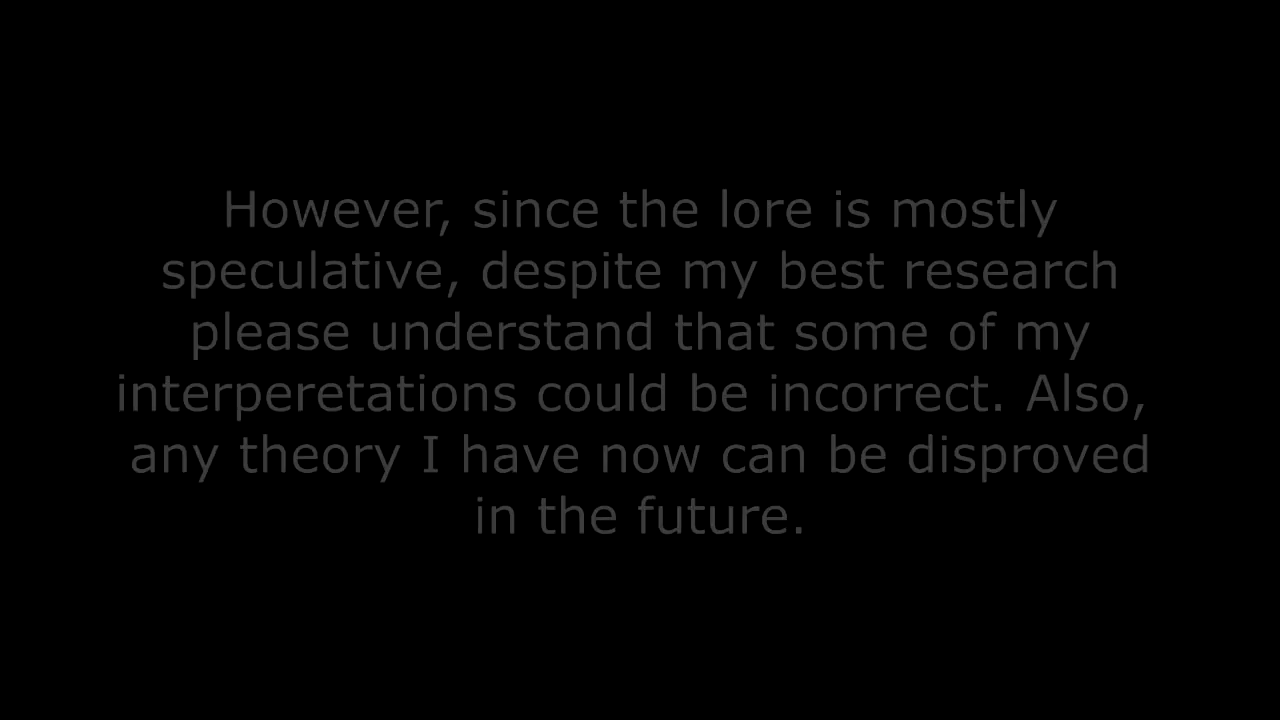 However, since the lore is mostly
speculative, despite my best research
please understand that some of my
interperetations could be incorrect. Also,
any theory I have now can be disproved
in the future.